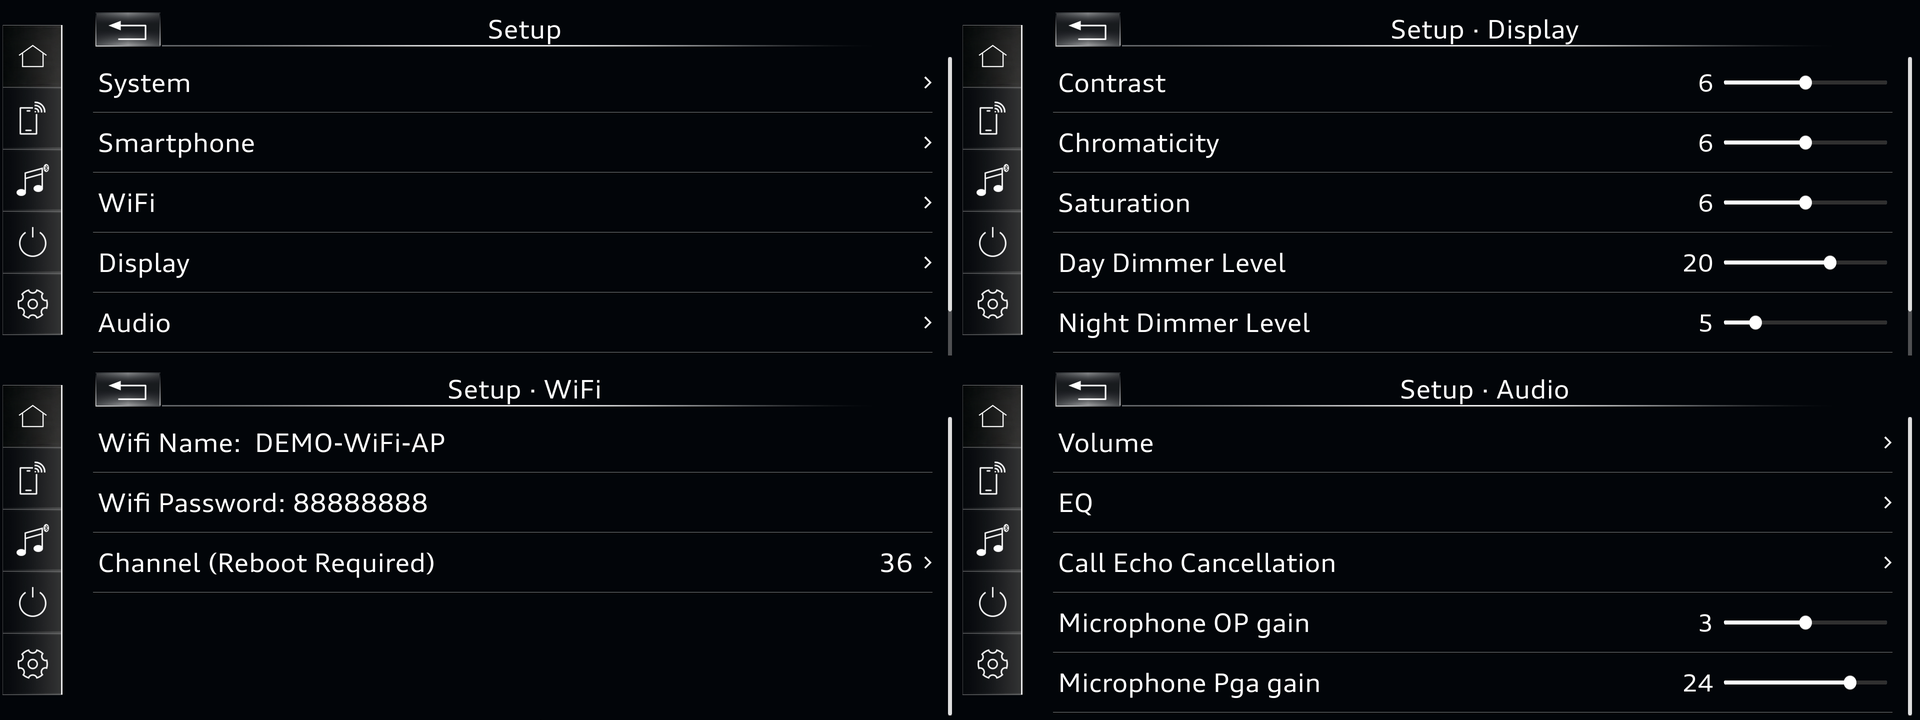 Setup
System
Smartphone
WiFi
Display
Audio
Setup · Display
Contrast 6
Chromaticity 6
Saturation 6
Day Dimmer Level 20
Night Dimmer Level 5
Setup · WiFi
Wifi Name: DEMO-WiFi-AP
Wifi Password: 88888888
Channel (Reboot Required) 36
Setup · Audio
Volume
EQ
Call Echo Cancellation
Microphone OP gain 3
Microphone Pga gain 24